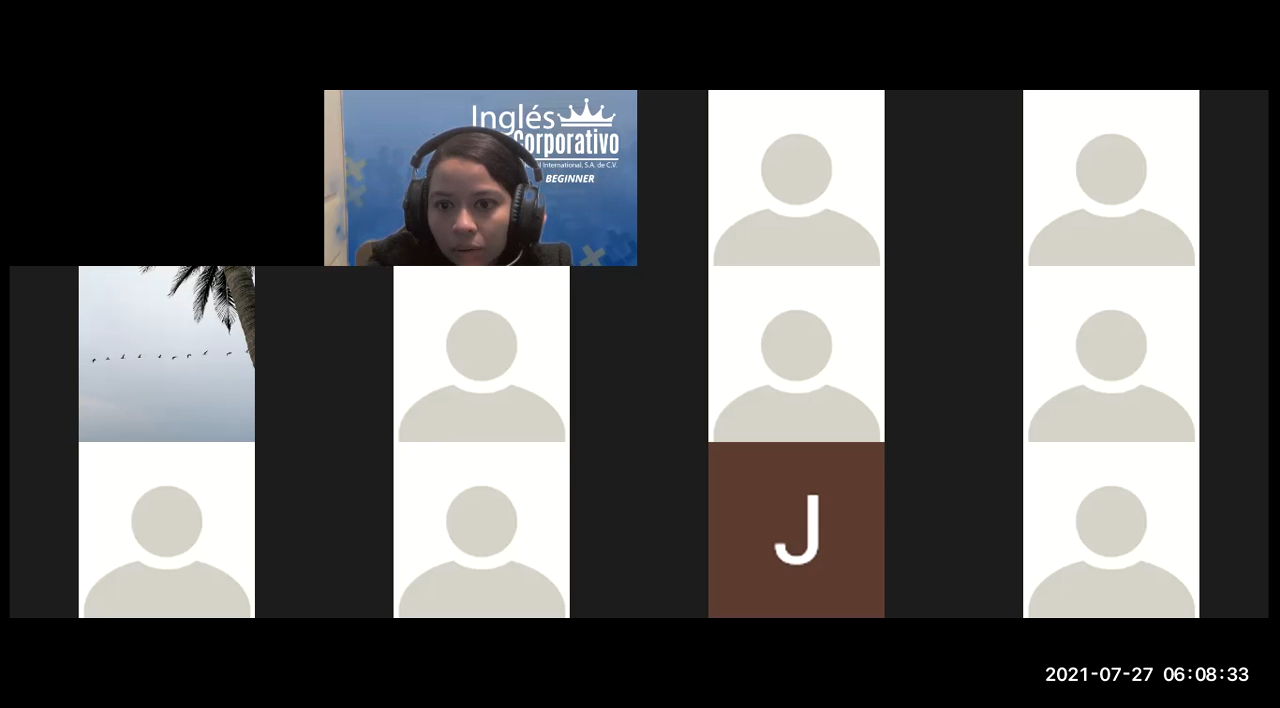 Inglés
Corporativo
l International, S.A. de C.V.
BEGINNER
J
2021-07-27 06:08:33